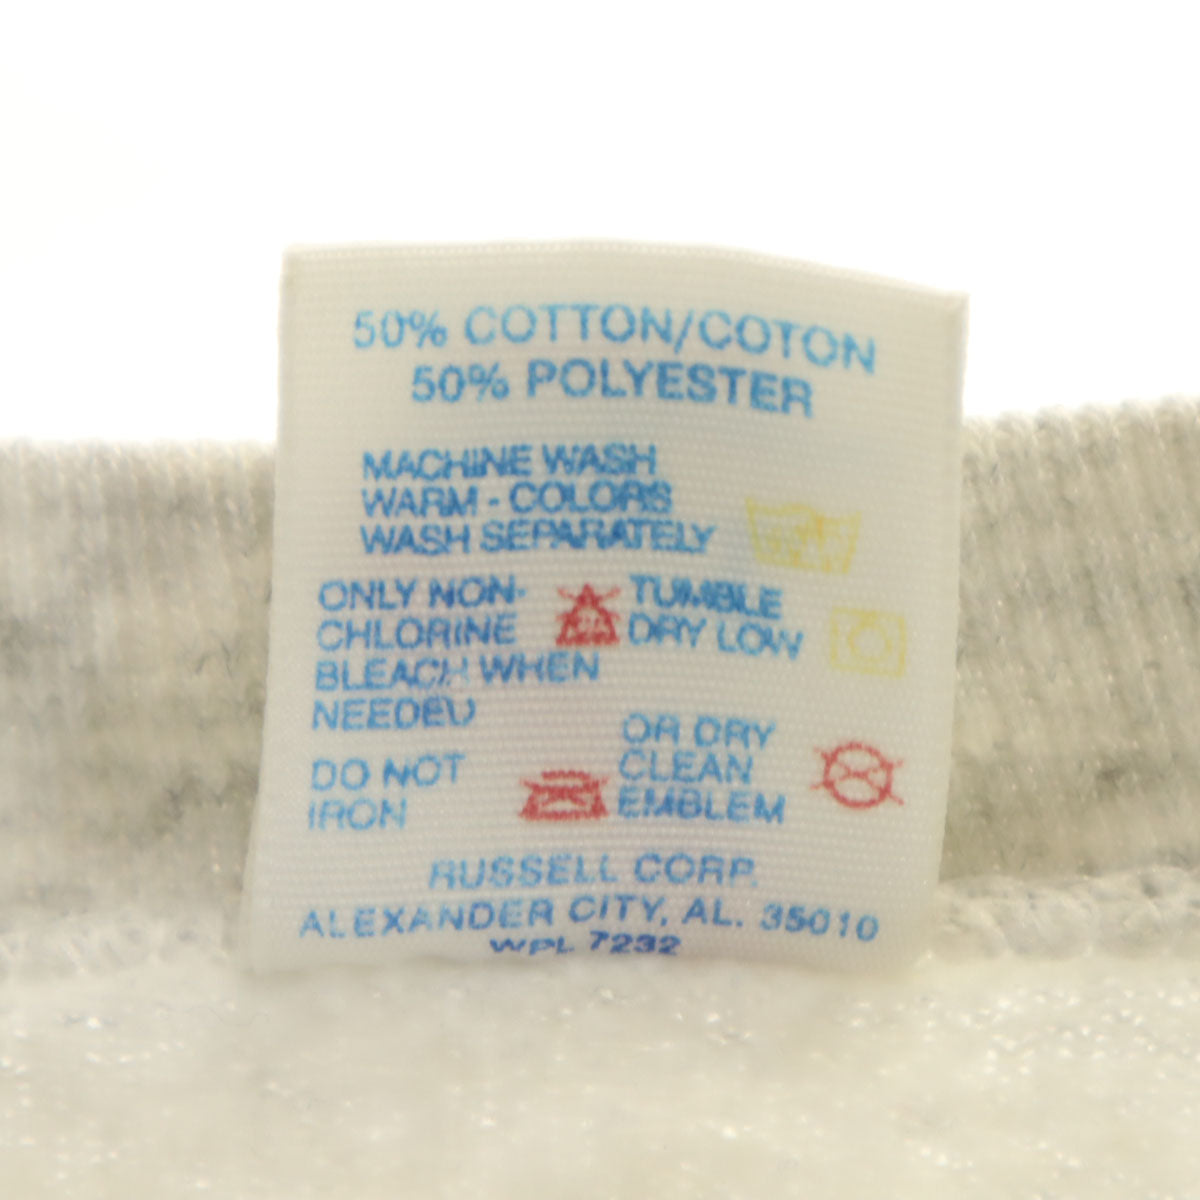 50% COTTON/COTON
50% POLYESTER
MACHINE WASH
WARM - COLORS
WASH SEPARATELY
ONLY NON-
CHLORINE
BLEACH WHEN
NEEDED
TUMBLE
DRY LOW
DO NOT
IRON
OR DRY
CLEAN
EMBLEM
RUSSELL CORP.
ALEXANDER CITY, AL. 35010
WPL 7232